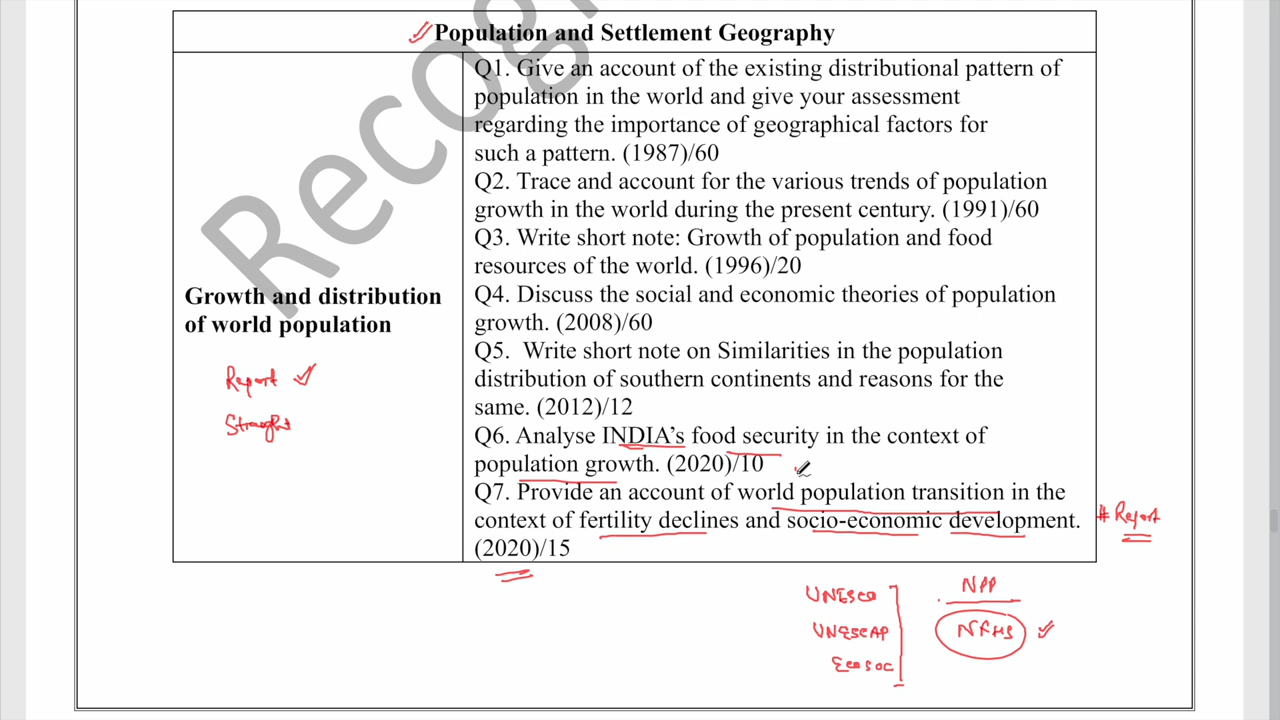 Population and Settlement Geography
Q1. Give an account of the existing distributional pattern of
population in the world and give your assessment
regarding the importance of geographical factors for
such a pattern. (1987)/60
Q2. Trace and account for the various trends of population
growth in the world during the present century. (1991)/60
Q3. Write short note: Growth of population and food
resources of the world. (1996)/20
Growth and distribution
of world population
Q4. Discuss the social and economic theories of population
growth. (2008)/60
Q5. Write short note on Similarities in the population
distribution of southern continents and reasons for the
same. (2012)/12
Q6. Analyse INDIA's food security in the context of
population growth. (2020)/10
Q7. Provide an account of world population transition in the
context of fertility declines and socio-economic development.
(2020)/15
Report
Straight
# Report
UNESCO
UNESCAP
ECOSOC
NPP
NFHS
Recogn